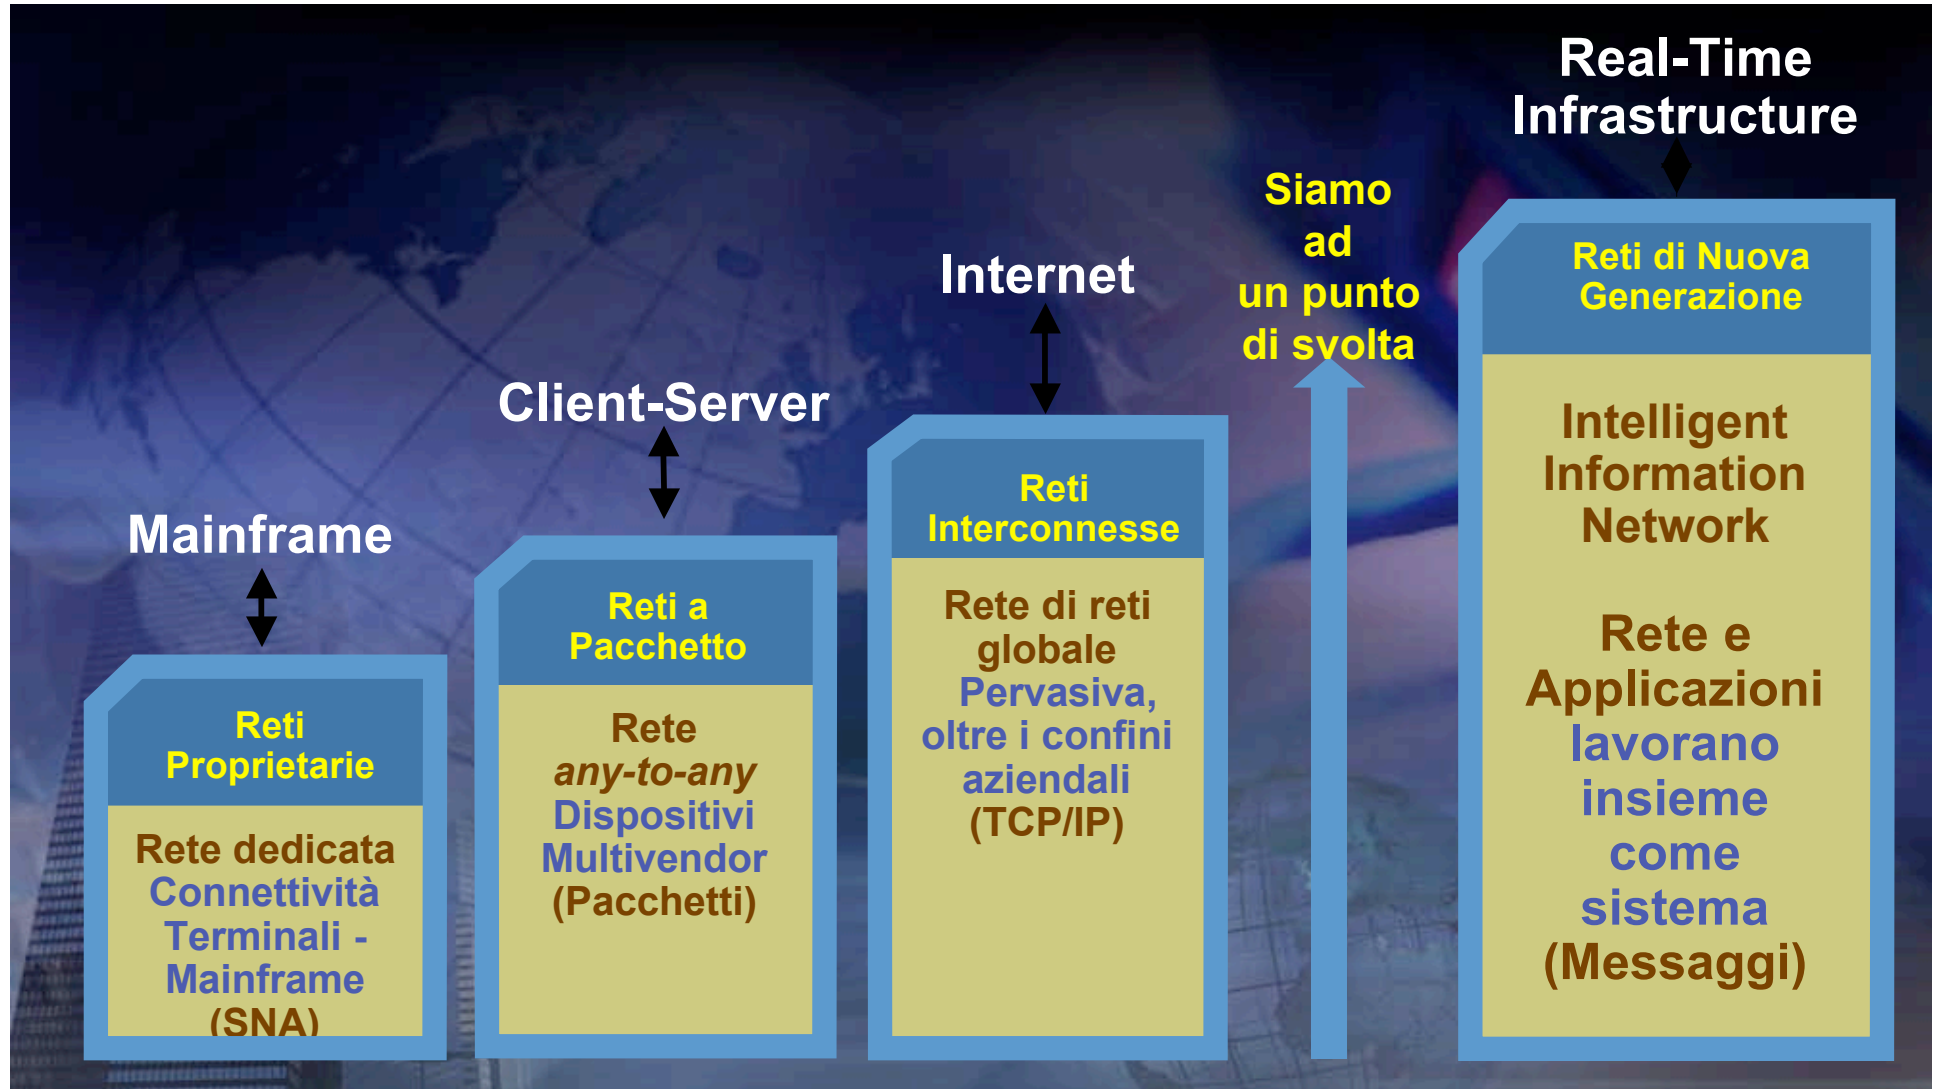 Mainframe
Reti
Proprietarie
Rete dedicata
Connettività
Terminali -
Mainframe
(SNA)
Client-Server
Reti a
Pacchetto
Rete
any-to-any
Dispositivi
Multivendor
(Pacchetti)
Internet
Reti
Interconnesse
Rete di reti
globale
Pervasiva,
oltre i confini
aziendali
(TCP/IP)
Siamo
ad
un punto
di svolta
Real-Time
Infrastructure
Reti di Nuova
Generazione
Intelligent
Information
Network
Rete e
Applicazioni
lavorano
insieme
come
sistema
(Messaggi)